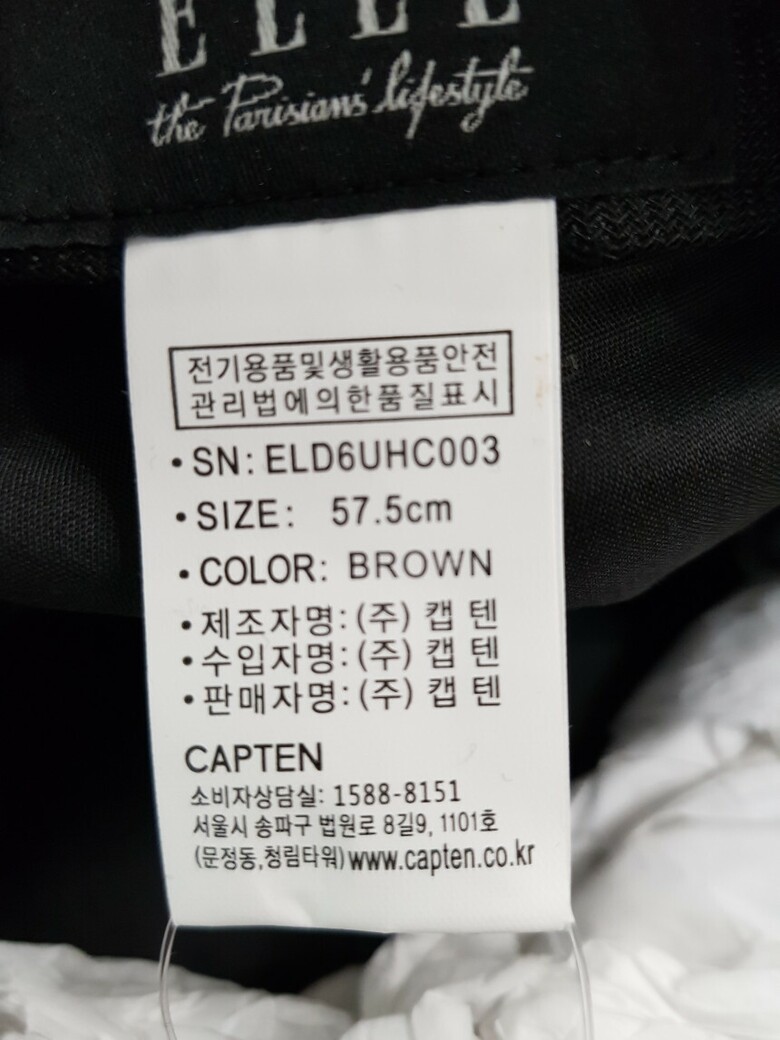 ELLE
the Parisians' lifestyle
전기용품및생활용품안전
관리법에의한품질표시
• SN: ELD6UHC003
• SIZE: 57.5cm
• COLOR: BROWN
• 제조자명: (주) 캡 텐
• 수입자명: (주) 캡 텐
• 판매자명: (주) 캡 텐
CAPTEN
소비자상담실: 1588-8151
서울시 송파구 법원로 8길9, 1101호
(문정동,청림타워) www.capten.co.kr